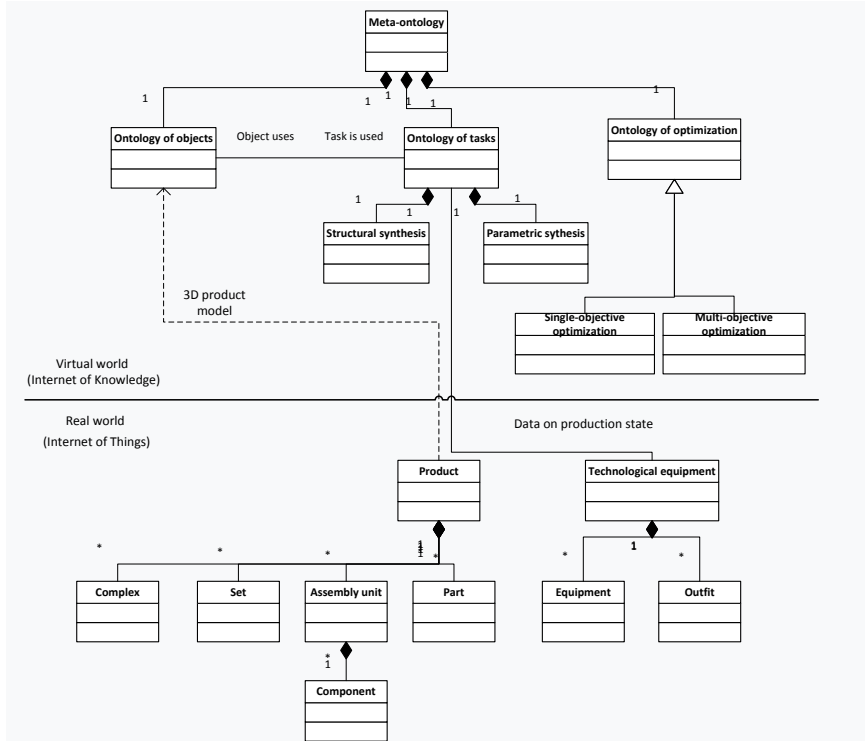 Meta-ontology
1
1
1
1
1
1
Ontology of objects
Object uses
Task is used
Ontology of tasks
Ontology of optimization
1
1
1
1
Structural synthesis
Parametric sythesis
3D product
model
Single-objective
optimization
Multi-objective
optimization
Virtual world
(Internet of Knowledge)
Real world
(Internet of Things)
Data on production state
Product
Technological equipment
*
*
*
1
*
*
1
*
Complex
Set
Assembly unit
Part
Equipment
Outfit
*
1
Component